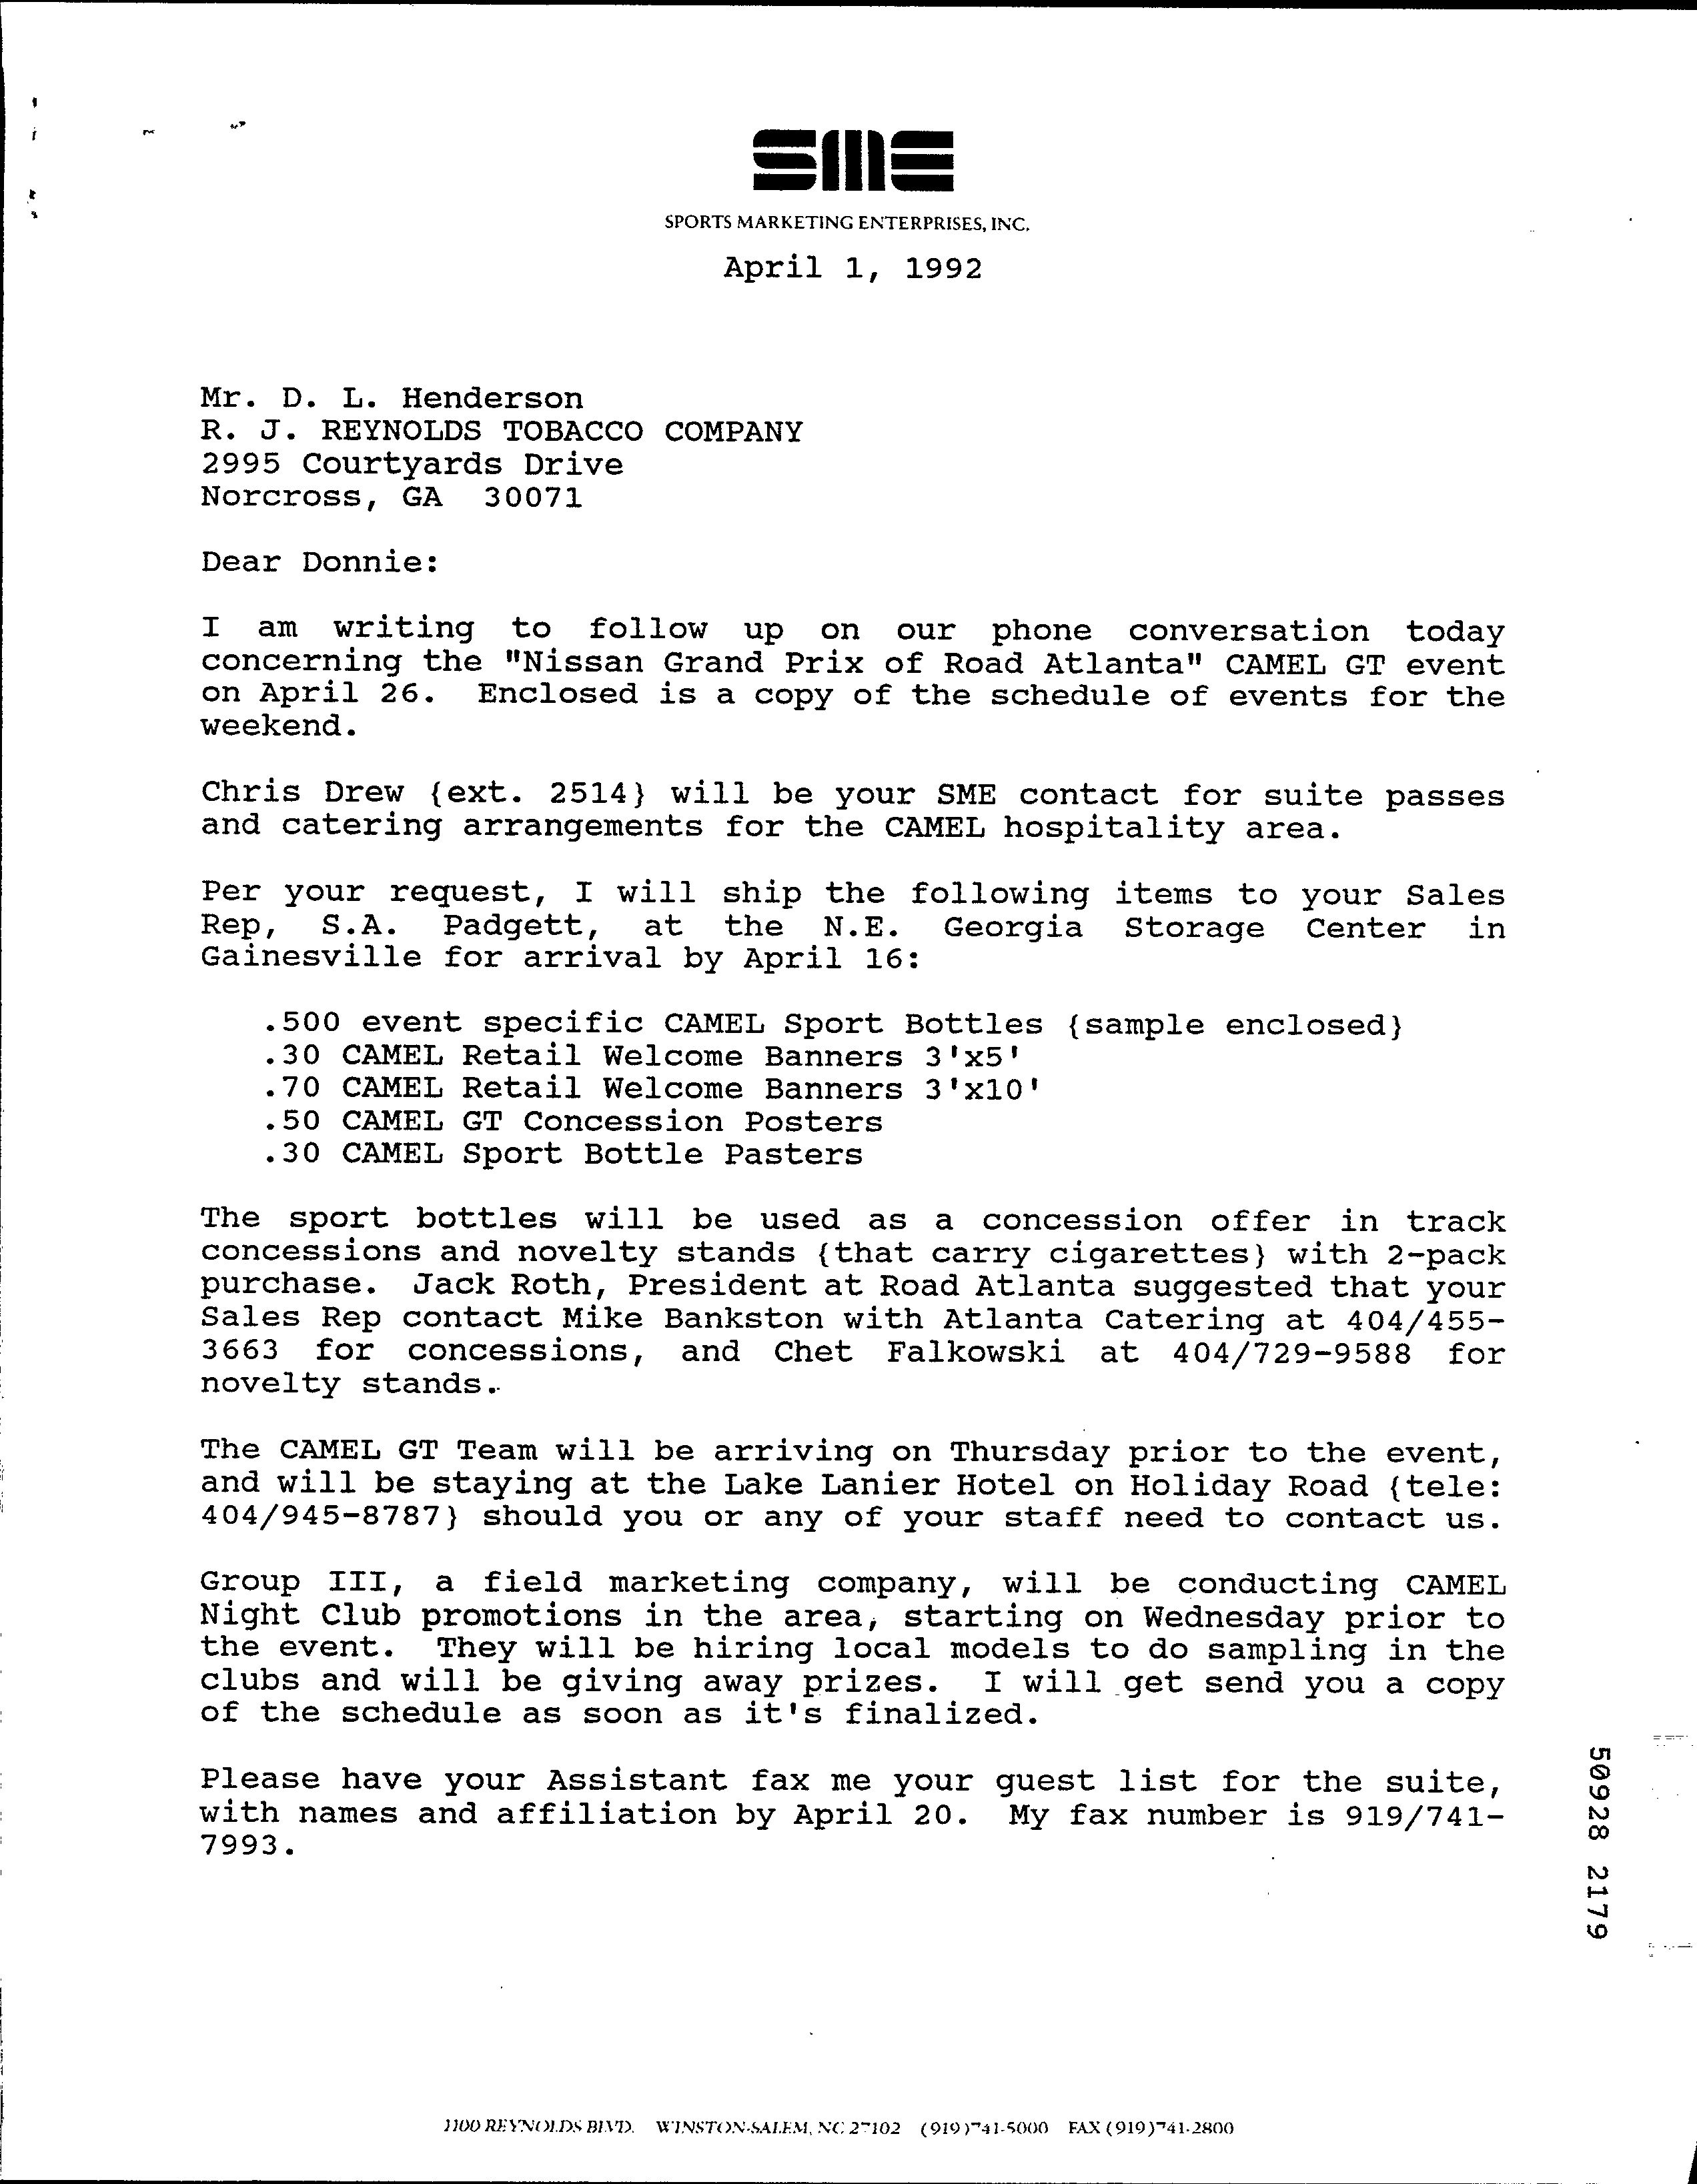 SME
SPORTS MARKETING ENTERPRISES, INC.
April 1, 1992
Mr. D. L. Henderson
R. J. REYNOLDS TOBACCO COMPANY
2995 Courtyards Drive
Norcross, GA 30071
Dear Donnie:
I am writing to follow up on our phone conversation today
concerning the "Nissan Grand Prix of Road Atlanta" CAMEL GT event
on April 26. Enclosed is a copy of the schedule of events for the
weekend.
Chris Drew {ext. 2514} will be your SME contact for suite passes
and catering arrangements for the CAMEL hospitality area.
Per your request, I will ship the following items to your Sales
Rep, S.A. Padgett, at the N.E. Georgia Storage Center in
Gainesville for arrival by April 16:
.500 event specific CAMEL Sport Bottles {sample enclosed}
.30 CAMEL Retail Welcome Banners 3'x5'
.70 CAMEL Retail Welcome Banners 3'x10'
.50 CAMEL GT Concession Posters
.30 CAMEL Sport Bottle Pasters
The sport bottles will be used as a concession offer in track
concessions and novelty stands {that carry cigarettes} with 2-pack
purchase. Jack Roth, President at Road Atlanta suggested that your
Sales Rep contact Mike Bankston with Atlanta Catering at 404/455-
3663 for concessions, and Chet Falkowski at 404/729-9588 for
novelty stands.
The CAMEL GT Team will be arriving on Thursday prior to the event,
and will be staying at the Lake Lanier Hotel on Holiday Road {tele:
404/945-8787} should you or any of your staff need to contact us.
Group III, a field marketing company, will be conducting CAMEL
Night Club promotions in the area, starting on Wednesday prior to
the event. They will be hiring local models to do sampling in the
clubs and will be giving away prizes. I will get send you a copy
of the schedule as soon as it's finalized.
Please have your Assistant fax me your guest list for the suite,
with names and affiliation by April 20. My fax number is 919/741-
7993.
50928 2179
1100 REYNOLDS BLVD. WINSTON-SALEM, NC 27102 (919)741-5000 FAX (919)741-2800